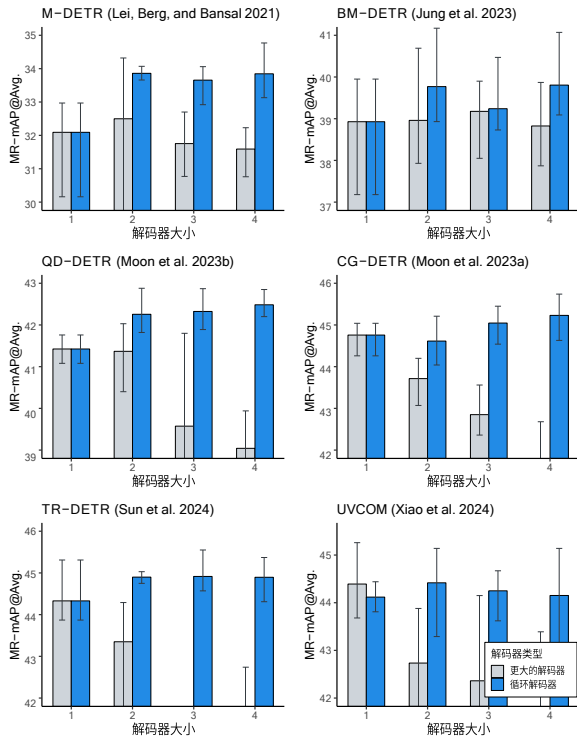 M−DETR (Lei, Berg, and Bansal 2021)
MR−mAP@Avg.
35
34
33
32
31
30
1
2
3
4
解码器大小
BM−DETR (Jung et al. 2023)
MR−mAP@Avg.
41
40
39
38
37
1
2
3
4
解码器大小
QD−DETR (Moon et al. 2023b)
MR−mAP@Avg.
43
42
41
40
39
1
2
3
4
解码器大小
CG−DETR (Moon et al. 2023a)
MR−mAP@Avg.
46
45
44
43
42
1
2
3
4
解码器大小
TR−DETR (Sun et al. 2024)
MR−mAP@Avg.
46
45
44
43
42
1
2
3
4
解码器大小
UVCOM (Xiao et al. 2024)
MR−mAP@Avg.
45
44
43
42
1
2
3
4
解码器大小
解码器类型
更大的解码器
循环解码器